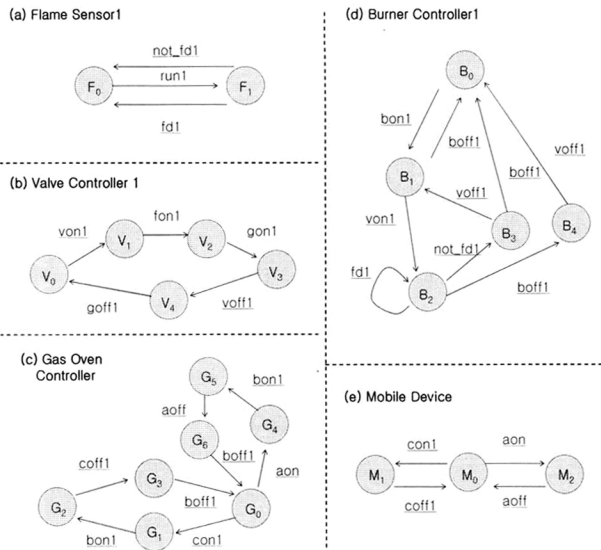 (a) Flame Sensor1
not_fd1
F0
run1
F1
fd1
(b) Valve Controller 1
von1
fon1
gon1
V0
V1
V2
V3
V4
goff1
voff1
(c) Gas Oven
Controller
G5
bon1
aoff
G4
G6
coff1
boff1
aon
G3
G2
boff1
G0
bon1
G1
con1
(d) Burner Controller1
B0
bon1
boff1
voff1
boff1
B1
voff1
von1
B3
B4
not_fd1
fd1
B2
boff1
(e) Mobile Device
con1
aon
M1
M0
M2
coff1
aoff